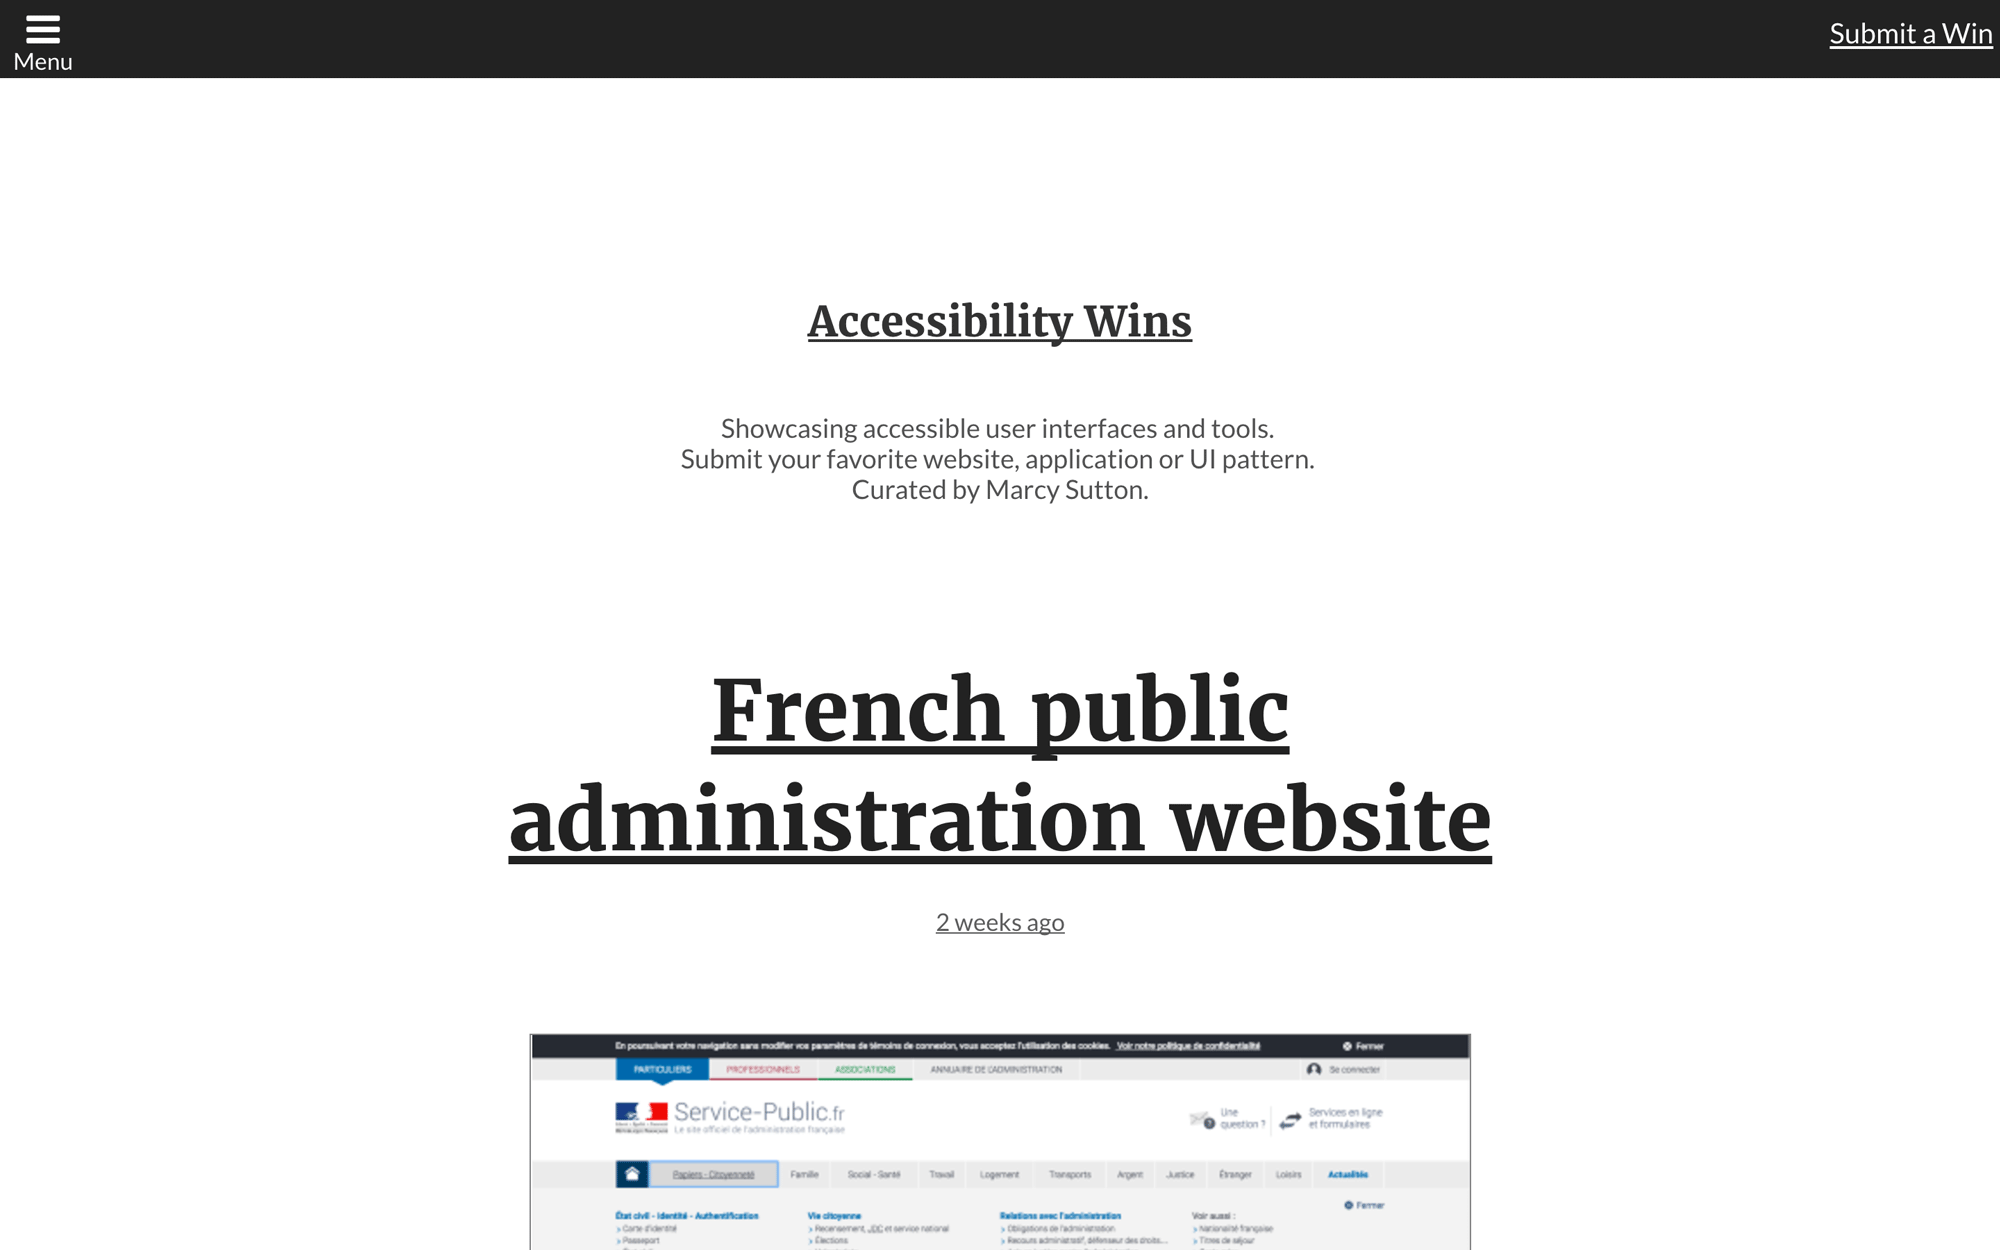 Menu
Submit a Win
Accessibility Wins
Showcasing accessible user interfaces and tools.
Submit your favorite website, application or UI pattern.
Curated by Marcy Sutton.
French public
administration website
2 weeks ago
En poursuivant votre navigation sans modifier vos paramètres de témoins de connexion, vous acceptez l'utilisation des cookies. Voir notre politique de confidentialité
Fermer
PARTICULIERS PROFESSIONNELS ASSOCIATIONS ANNUAIRE DE L'ADMINISTRATION
Se connecter
Service-Public.fr
Le site officiel de l'administration française
Une
question ?
Services en ligne
et formulaires
Papiers - Citoyenneté Famille Social - Santé Travail Logement Transports Argent Justice Étranger Loisirs Actualités
Fermer
État civil - Identité - Authentification
Carte d'identité
Passeport
Vie citoyenne
Recensement, JDC et service national
Élections
Relations avec l'administration
Obligations de l'administration
Recours administratif, défenseur des droits...
Voir aussi :
Nationalité française
Titres de séjour